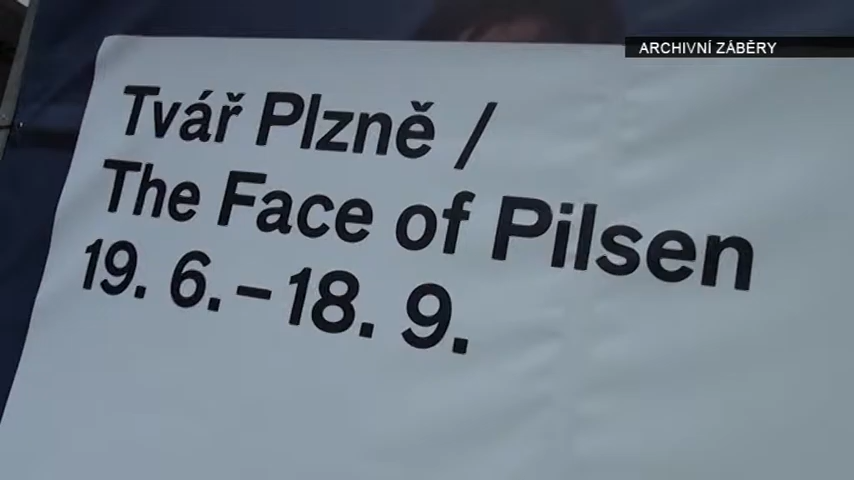 ARCHIVNÍ ZÁBĚRY
Tvář Plzně /
The Face of Pilsen
19. 6. – 18. 9.